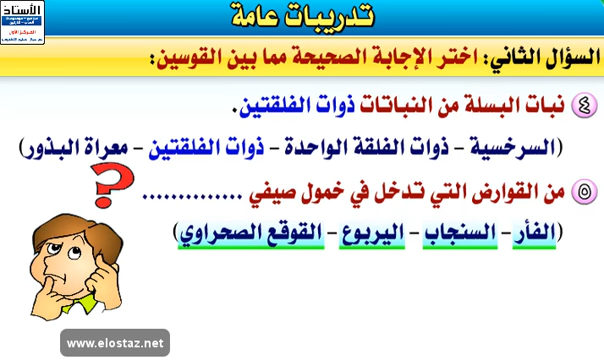 الأستاذ
المركز الأول
تدريبات عامة
السؤال الثاني: اختر الإجابة الصحيحة مما بين القوسين:
٤ نبات البسلة من النباتات ذوات الفلقتين.
(السرخسية - ذوات الفلقة الواحدة - ذوات الفلقتين - معراة البذور)
٥ من القوارض التي تدخل في خمول صيفي ..............
(الفأر - السنجاب - اليربوع - القوقع الصحراوي)
?
www.elostaz.net